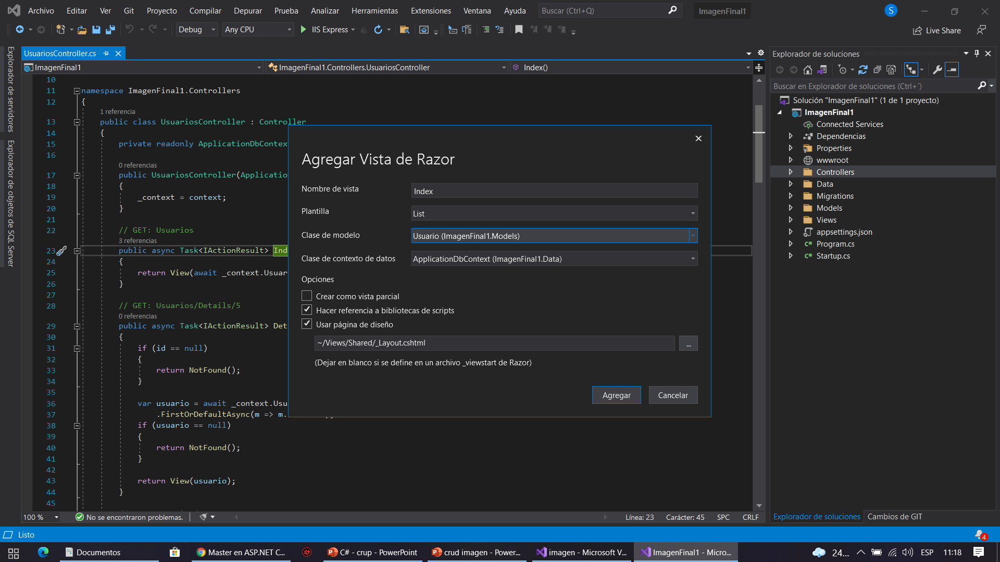 Archivo Editar Ver Git Proyecto Compilar Depurar Prueba Analizar Herramientas Extensiones Ventana Ayuda Buscar (Ctrl+Q) ImagenFinal1 S
Debug Any CPU IIS Express Live Share
Explorador de servidores
Explorador de objetos de SQL Server
UsuariosController.cs
ImagenFinal1 ImagenFinal1.Controllers.UsuariosController Index()
10
11 namespace ImagenFinal1.Controllers
12 {
1 referencia
13 public class UsuariosController : Controller
14 {
15 private readonly ApplicationDbContext
16
0 referencias
17 public UsuariosController(Applicatio
18 {
19 _context = context;
20 }
21
22 // GET: Usuarios
3 referencias
23 public async Task<IActionResult> Ind
24 {
25 return View(await _context.Usuar
26 }
27
28 // GET: Usuarios/Details/5
0 referencias
29 public async Task<IActionResult> Det
30 {
31 if (id == null)
32 {
33 return NotFound();
34 }
35
36 var usuario = await _context.Usu
37 .FirstOrDefaultAsync(m => m.
38 if (usuario == null)
39 {
40 return NotFound();
41 }
42
43 return View(usuario);
44 }
45
Agregar Vista de Razor
Nombre de vista Index
Plantilla List
Clase de modelo Usuario (ImagenFinal1.Models)
Clase de contexto de datos ApplicationDbContext (ImagenFinal1.Data)
Opciones
Crear como vista parcial
Hacer referencia a bibliotecas de scripts
Usar página de diseño
~/Views/Shared/_Layout.cshtml ...
(Dejar en blanco si se define en un archivo _viewstart de Razor)
Agregar Cancelar
Explorador de soluciones
Buscar en Explorador de soluciones (Ctrl+´)
Solución "ImagenFinal1" (1 de 1 proyecto)
ImagenFinal1
Connected Services
Dependencias
Properties
wwwroot
Controllers
Data
Migrations
Models
Views
appsettings.json
C# Program.cs
C# Startup.cs
100 % No se encontraron problemas. Línea: 23 Carácter: 45 SPC CRLF
Explorador de soluciones Cambios de GIT
Listo 4
Documentos Master en ASP.NET C... C# - crup - PowerPoint crud imagen - Power... imagen - Microsoft V... ImagenFinal1 - Micro... 24... ESP 11:18